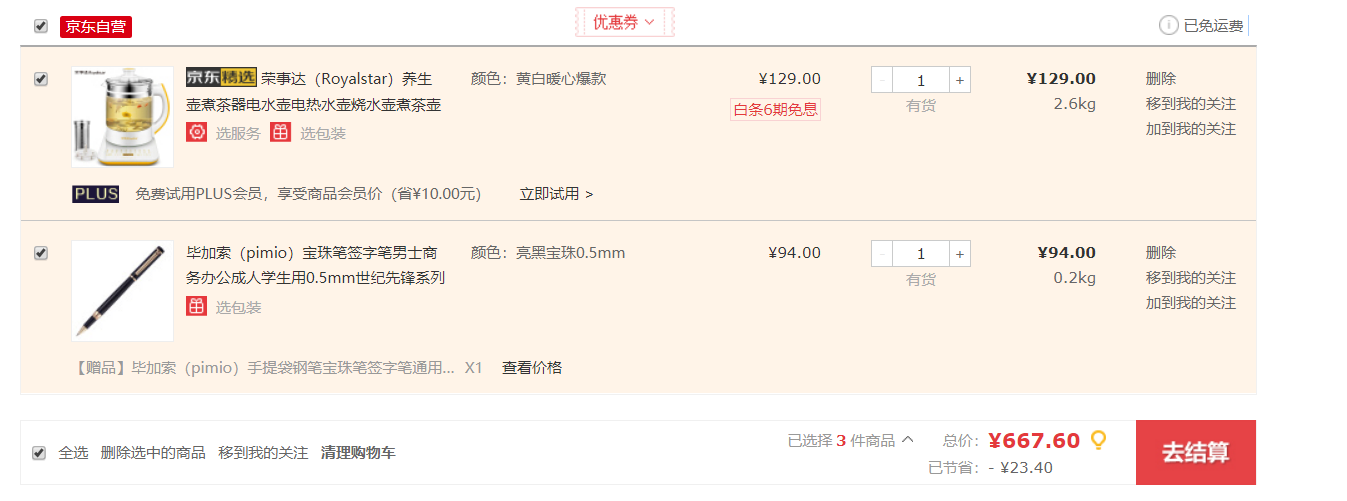 京东自营
优惠券
已免运费
京东精选 荣事达（Royalstar）养生
壶煮茶器电水壶电热水壶烧水壶煮茶壶
选服务 选包装
颜色：黄白暖心爆款
¥129.00
白条6期免息
- 1 +
有货
¥129.00
2.6kg
删除
移到我的关注
加到我的关注
PLUS 免费试用PLUS会员，享受商品会员价（省¥10.00元） 立即试用 >
毕加索（pimio）宝珠笔签字笔男士商
务办公成人学生用0.5mm世纪先锋系列
选包装
颜色：亮黑宝珠0.5mm
¥94.00
- 1 +
有货
¥94.00
0.2kg
删除
移到我的关注
加到我的关注
【赠品】毕加索（pimio）手提袋钢笔宝珠笔签字笔通用... X1 查看价格
全选 删除选中的商品 移到我的关注 清理购物车
已选择 3 件商品 总价： ¥667.60
已节省：- ¥23.40
去结算